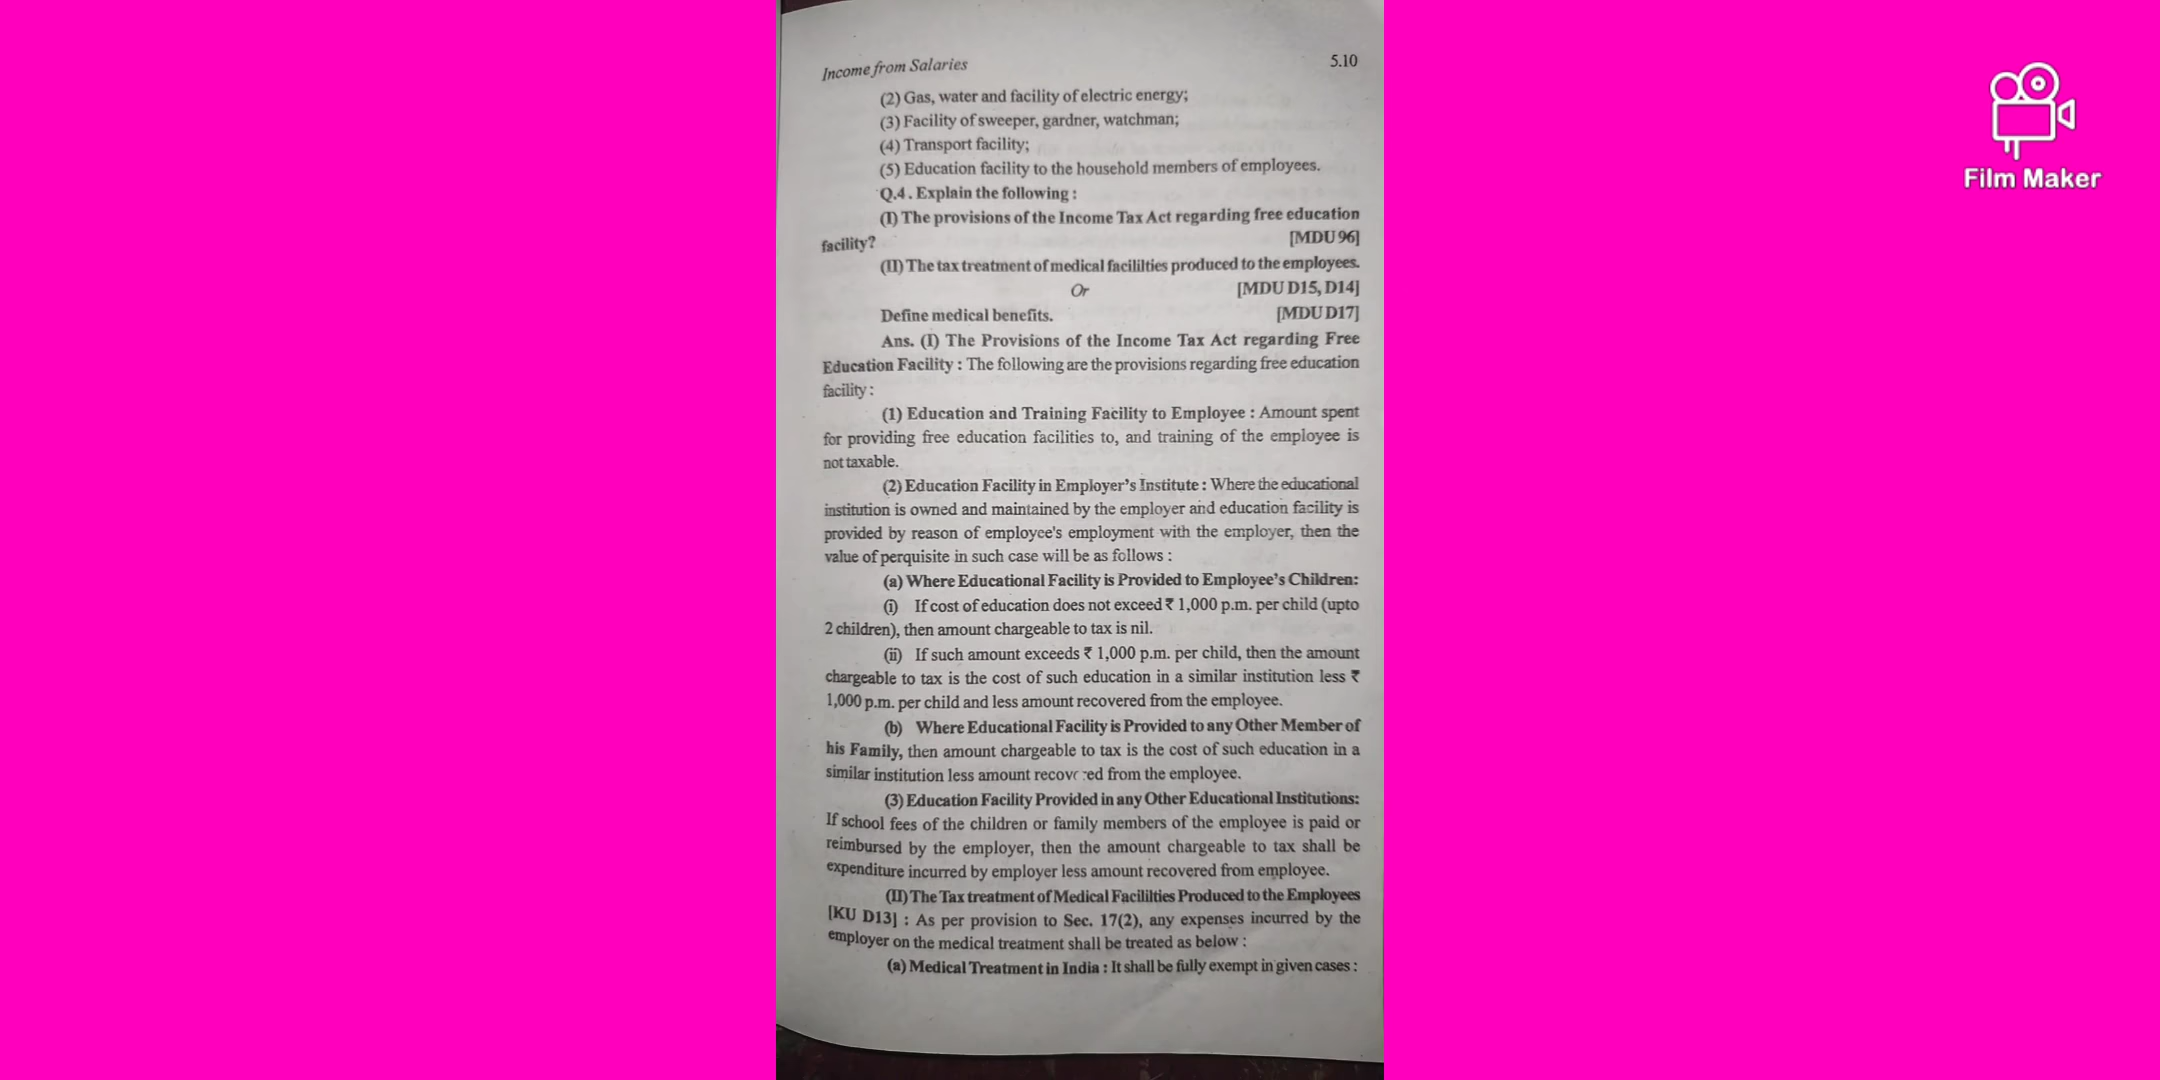 Income from Salaries 5.10
(2) Gas, water and facility of electric energy;
(3) Facility of sweeper, gardner, watchman;
(4) Transport facility;
(5) Education facility to the household members of employees.
Q.4. Explain the following :
(I) The provisions of the Income Tax Act regarding free education
facility? [MDU 96]
(II) The tax treatment of medical facililties produced to the employees.
Or [MDU D15, D14]
Define medical benefits. [MDU D17]
Ans. (I) The Provisions of the Income Tax Act regarding Free
Education Facility : The following are the provisions regarding free education
facility :
(1) Education and Training Facility to Employee : Amount spent
for providing free education facilities to, and training of the employee is
not taxable.
(2) Education Facility in Employer's Institute : Where the educational
institution is owned and maintained by the employer and education facility is
provided by reason of employee's employment with the employer, then the
value of perquisite in such case will be as follows :
(a) Where Educational Facility is Provided to Employee's Children:
(i) If cost of education does not exceed ₹ 1,000 p.m. per child (upto
2 children), then amount chargeable to tax is nil.
(ii) If such amount exceeds ₹ 1,000 p.m. per child, then the amount
chargeable to tax is the cost of such education in a similar institution less ₹
1,000 p.m. per child and less amount recovered from the employee.
(b) Where Educational Facility is Provided to any Other Member of
his Family, then amount chargeable to tax is the cost of such education in a
similar institution less amount recovered from the employee.
(3) Education Facility Provided in any Other Educational Institutions:
If school fees of the children or family members of the employee is paid or
reimbursed by the employer, then the amount chargeable to tax shall be
expenditure incurred by employer less amount recovered from employee.
(II) The Tax treatment of Medical Facililties Produced to the Employees
[KU D13] : As per provision to Sec. 17(2), any expenses incurred by the
employer on the medical treatment shall be treated as below :
(a) Medical Treatment in India : It shall be fully exempt in given cases :
Film Maker